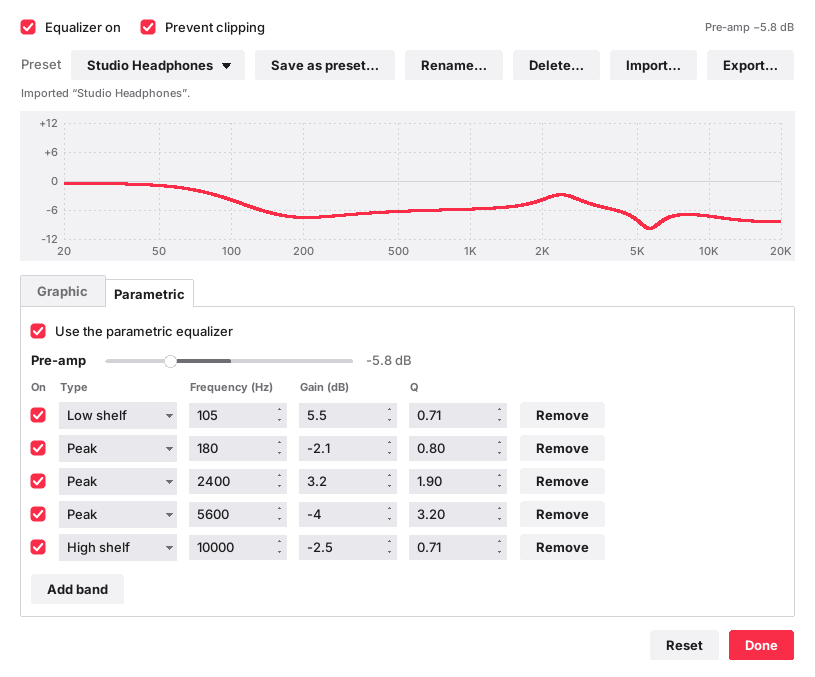 Equalizer on Prevent clipping Pre-amp −5.8 dB
Preset Studio Headphones Save as preset… Rename… Delete… Import… Export…
Imported “Studio Headphones”.
+12
+6
0
-6
-12
20 50 100 200 500 1K 2K 5K 10K 20K
Graphic Parametric
Use the parametric equalizer
Pre-amp -5.8 dB
On Type Frequency (Hz) Gain (dB) Q
Low shelf 105 5.5 0.71 Remove
Peak 180 -2.1 0.80 Remove
Peak 2400 3.2 1.90 Remove
Peak 5600 -4 3.20 Remove
High shelf 10000 -2.5 0.71 Remove
Add band
Reset Done